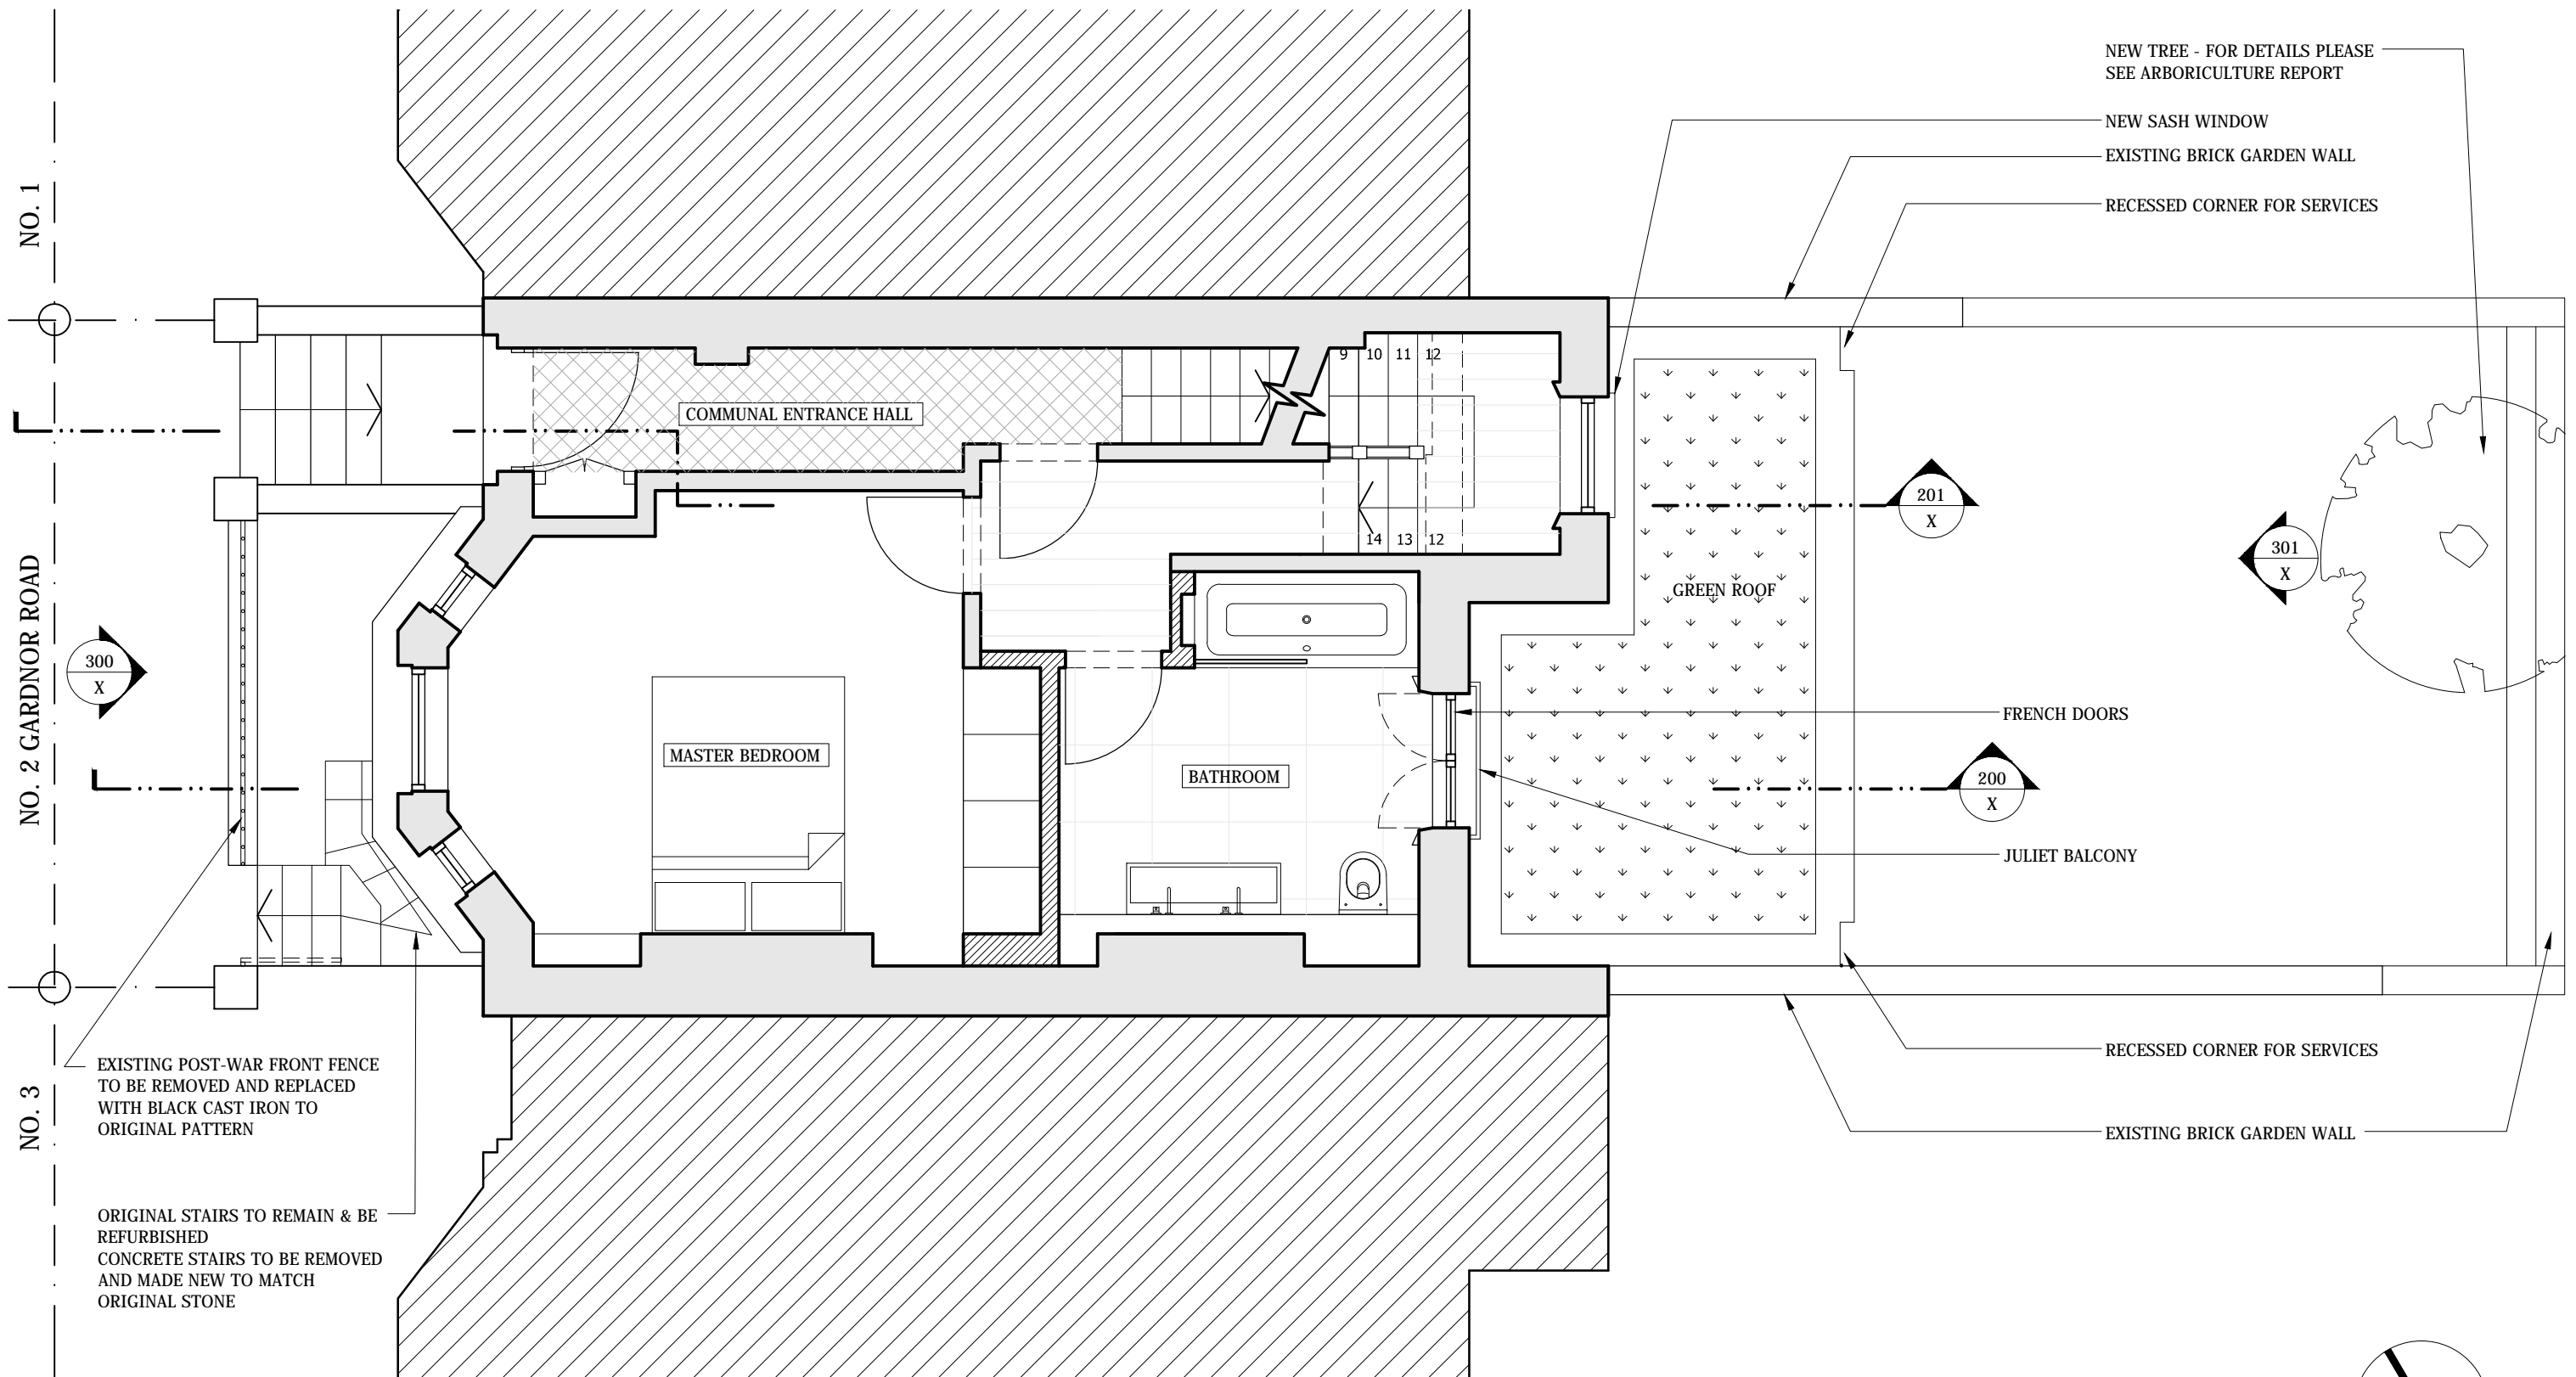 NEW TREE - FOR DETAILS PLEASE
SEE ARBORICULTURE REPORT
NEW SASH WINDOW
EXISTING BRICK GARDEN WALL
RECESSED CORNER FOR SERVICES
NO. 1
9 10 11 12
COMMUNAL ENTRANCE HALL
201
X
14 13 12
301
X
GREEN ROOF
NO. 2 GARDNOR ROAD
300
X
FRENCH DOORS
MASTER BEDROOM
BATHROOM
200
X
JULIET BALCONY
RECESSED CORNER FOR SERVICES
EXISTING POST-WAR FRONT FENCE
TO BE REMOVED AND REPLACED
WITH BLACK CAST IRON TO
ORIGINAL PATTERN
NO. 3
EXISTING BRICK GARDEN WALL
ORIGINAL STAIRS TO REMAIN & BE
REFURBISHED
CONCRETE STAIRS TO BE REMOVED
AND MADE NEW TO MATCH
ORIGINAL STONE